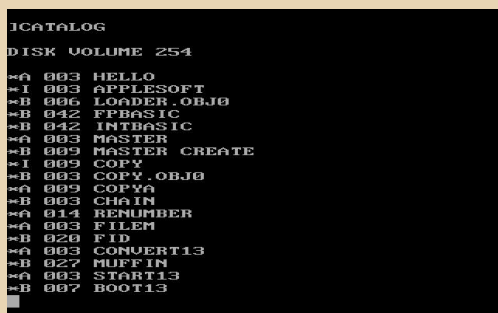 ]CATALOG
DISK VOLUME 254
*A 003 HELLO
*I 003 APPLESOFT
*B 006 LOADER.OBJ0
*B 042 FPBASIC
*B 042 INTBASIC
*A 003 MASTER
*B 009 MASTER CREATE
*I 009 COPY
*B 003 COPY.OBJ0
*A 009 COPYA
*B 003 CHAIN
*A 014 RENUMBER
*A 003 FILEM
*B 020 FID
*A 003 CONVERT13
*B 027 MUFFIN
*A 003 START13
*B 007 BOOT13